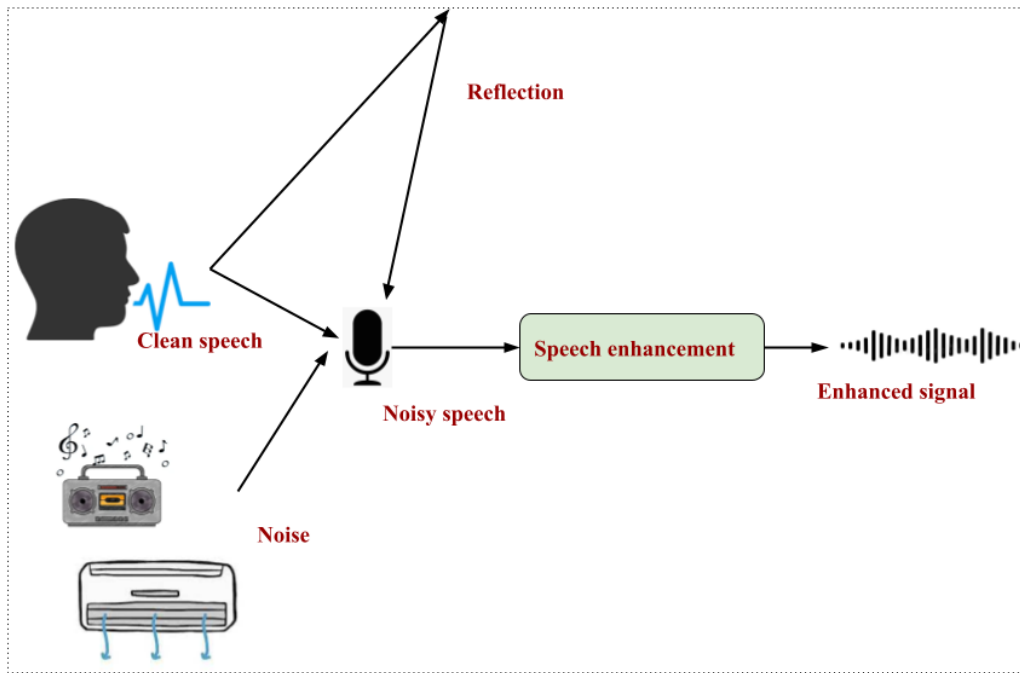 Reflection
Clean speech
Speech enhancement
Enhanced signal
Noisy speech
Noise